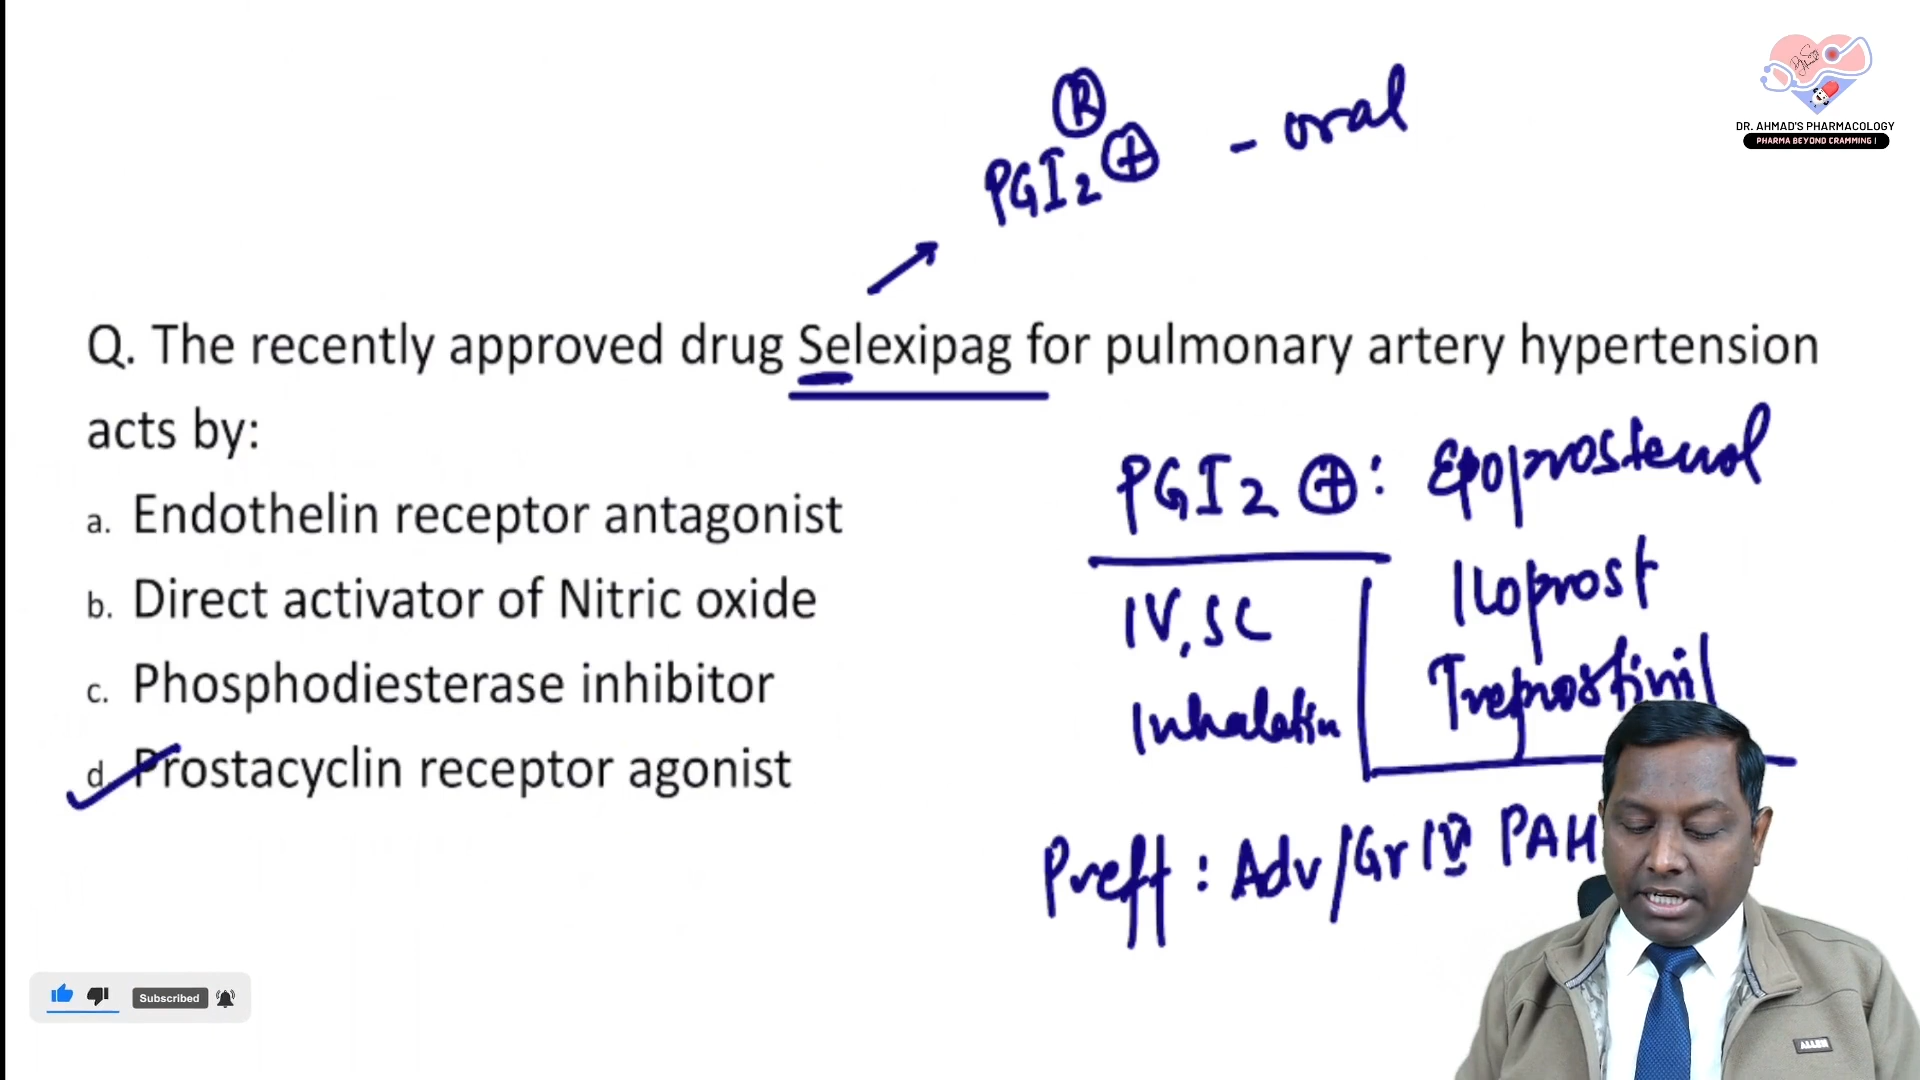 R
PGI2 + - oral
DR. AHMAD'S PHARMACOLOGY
PHARMA BEYOND CRAMMING !
Q. The recently approved drug Selexipag for pulmonary artery hypertension
acts by:
a. Endothelin receptor antagonist
b. Direct activator of Nitric oxide
c. Phosphodiesterase inhibitor
d. Prostacyclin receptor agonist
PGI2 + : Epoprostenol
IV, SC
Inhalation
Iloprost
Treprostinil
Preff : Adv/Gr IV PAH
Subscribed
ALLEN